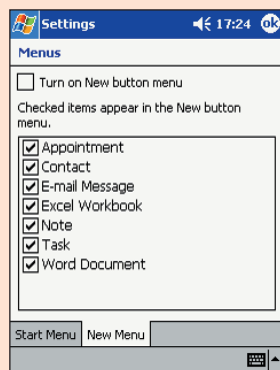 Settings 17:24 ok
Menus
Turn on New button menu
Checked items appear in the New button
menu.
Appointment
Contact
E-mail Message
Excel Workbook
Note
Task
Word Document
Start Menu New Menu